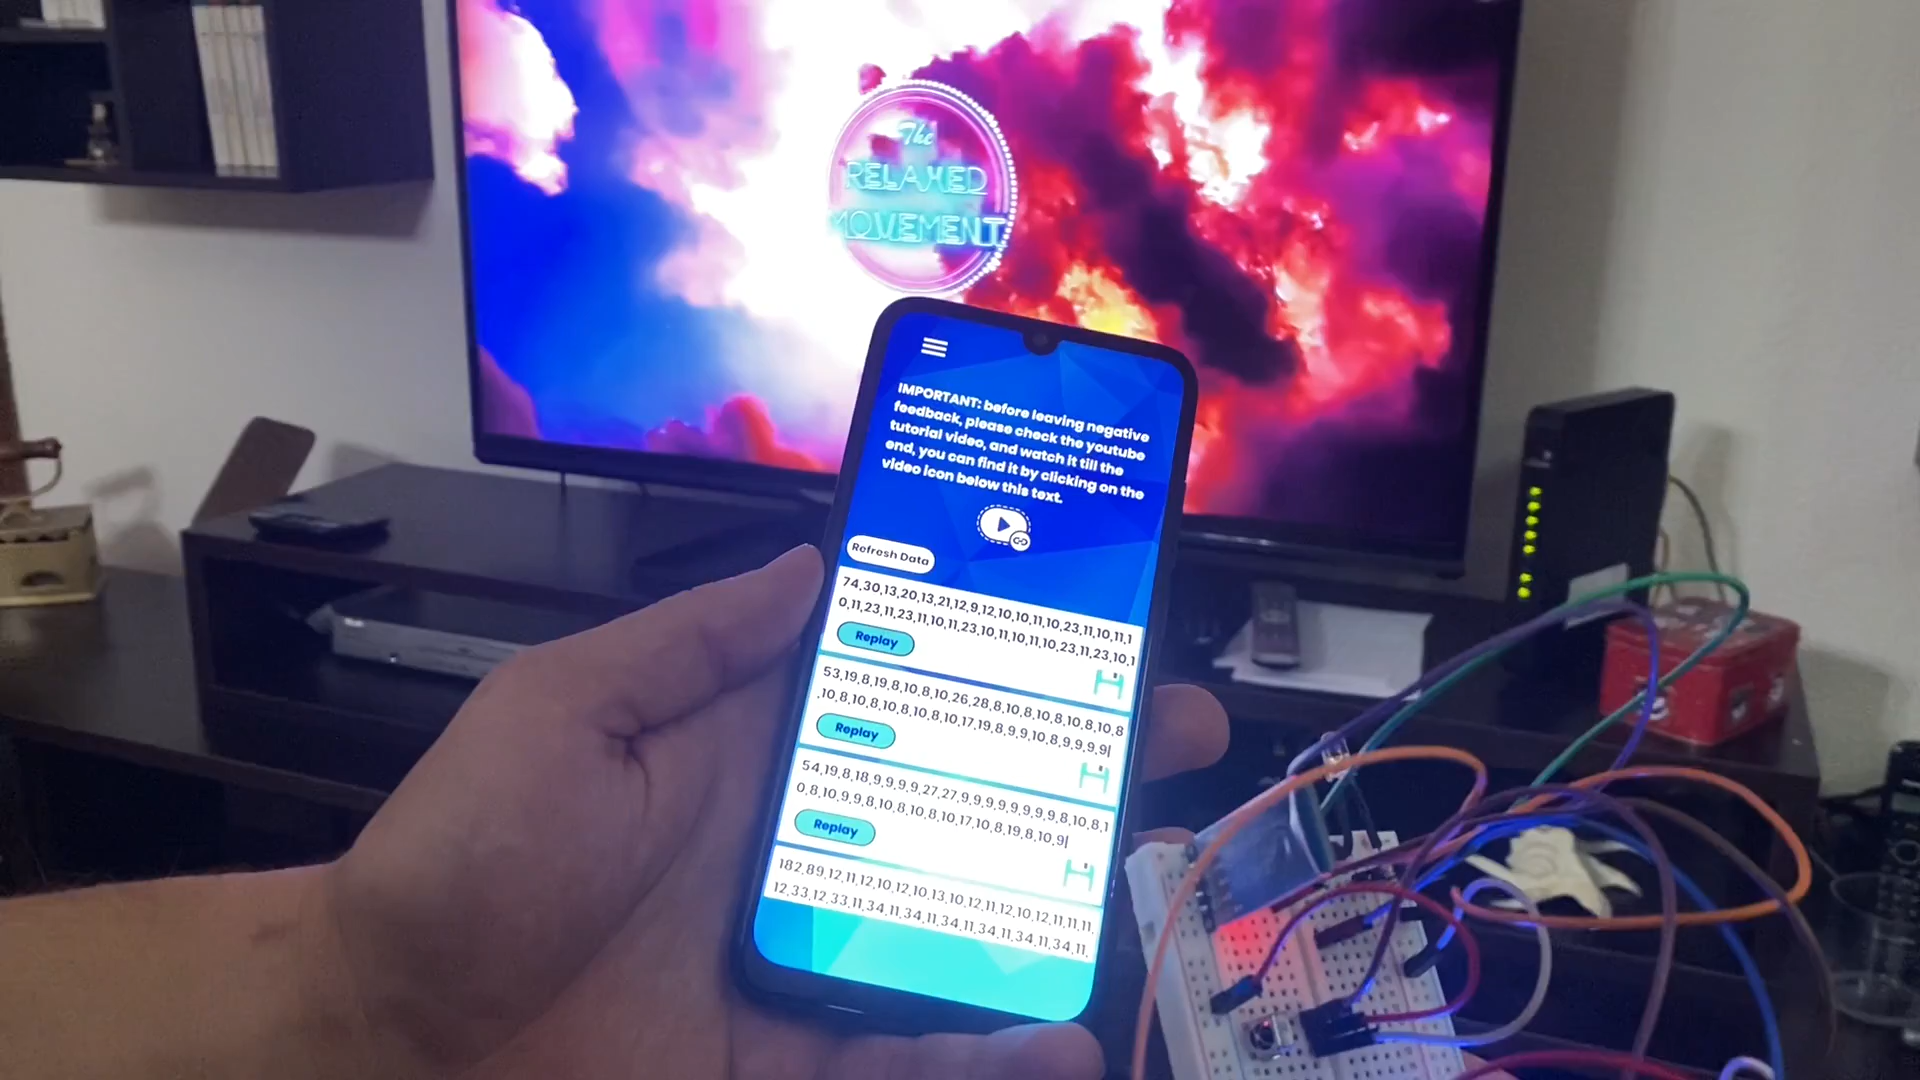 The
RELAXED
MOVEMENT
IMPORTANT: before leaving negative
feedback, please check the youtube
tutorial video, and watch it till the
end, you can find it by clicking on the
video icon below this text.
Refresh Data
74,30,13,20,13,21,12,9,12,10,10,11,10,23,11,10,11,1
0,11,23,11,23,11,10,11,23,10,11,10,11,10,23,11,23,10,1
Replay
53,19,8,19,8,10,8,10,26,28,8,10,8,10,8,10,8,10,8
,10,8,10,8,10,8,10,8,10,17,19,8,9,9,10,8,9,9,9,9|
Replay
54,19,8,18,9,9,9,9,27,27,9,9,9,9,9,9,9,9,8,10,8,1
0,8,10,9,9,8,10,8,10,8,10,17,10,8,19,8,10,9|
Replay
182,89,12,11,12,10,12,10,13,10,12,11,12,10,12,11,11,11,
12,33,12,33,11,34,11,34,11,34,11,34,11,34,11,34,11,